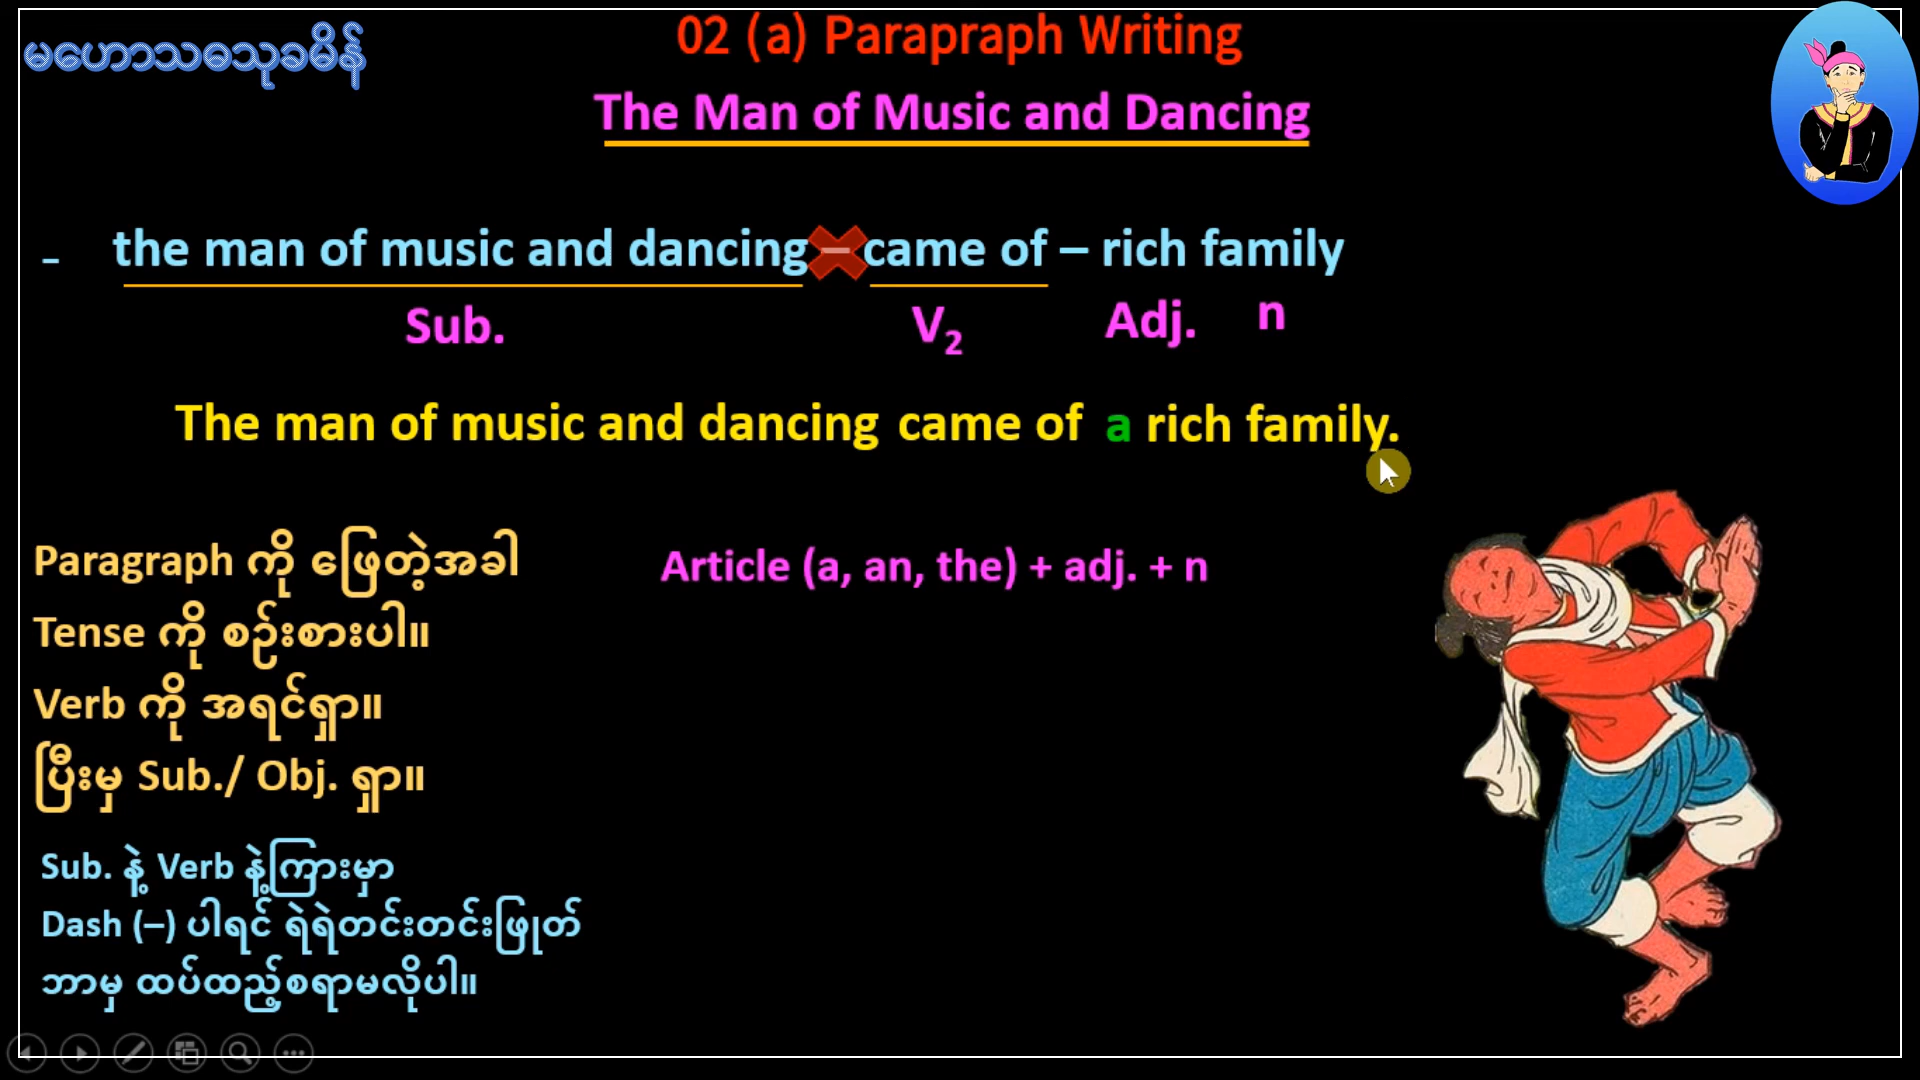 မဟောသဓသုခမိန်
02 (a) Parapraph Writing
The Man of Music and Dancing
- the man of music and dancing – came of – rich family
Sub. V2 Adj. n
The man of music and dancing came of a rich family.
Paragraph ကို ဖြေတဲ့အခါ
Article (a, an, the) + adj. + n
Tense ကို စဉ်းစားပါ။
Verb ကို အရင်ရှာ။
ပြီးမှ Sub./ Obj. ရှာ။
Sub. နဲ့ Verb နဲ့ကြားမှာ
Dash (–) ပါရင် ရဲရဲတင်းတင်းဖြုတ်
ဘာမှ ထပ်ထည့်စရာမလိုပါ။